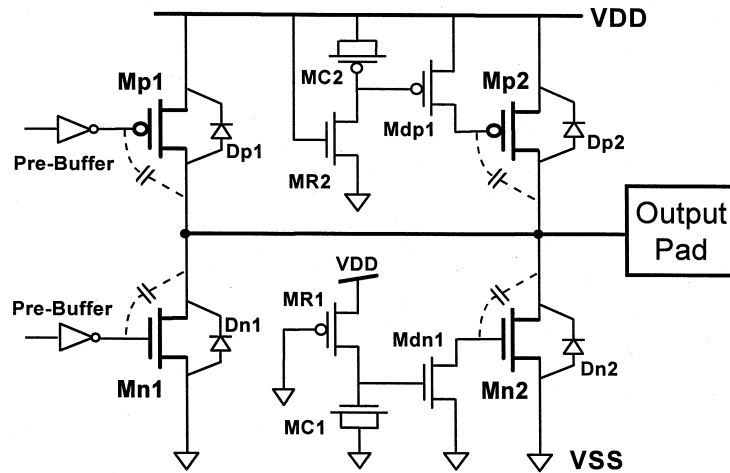 VDD
Mp1
MC2
Mp2
Mdp1
Pre-Buffer
Dp1
Dp2
MR2
Output
Pad
VDD
Pre-Buffer
MR1
Dn1
Mdn1
Dn2
Mn1
Mn2
MC1
VSS